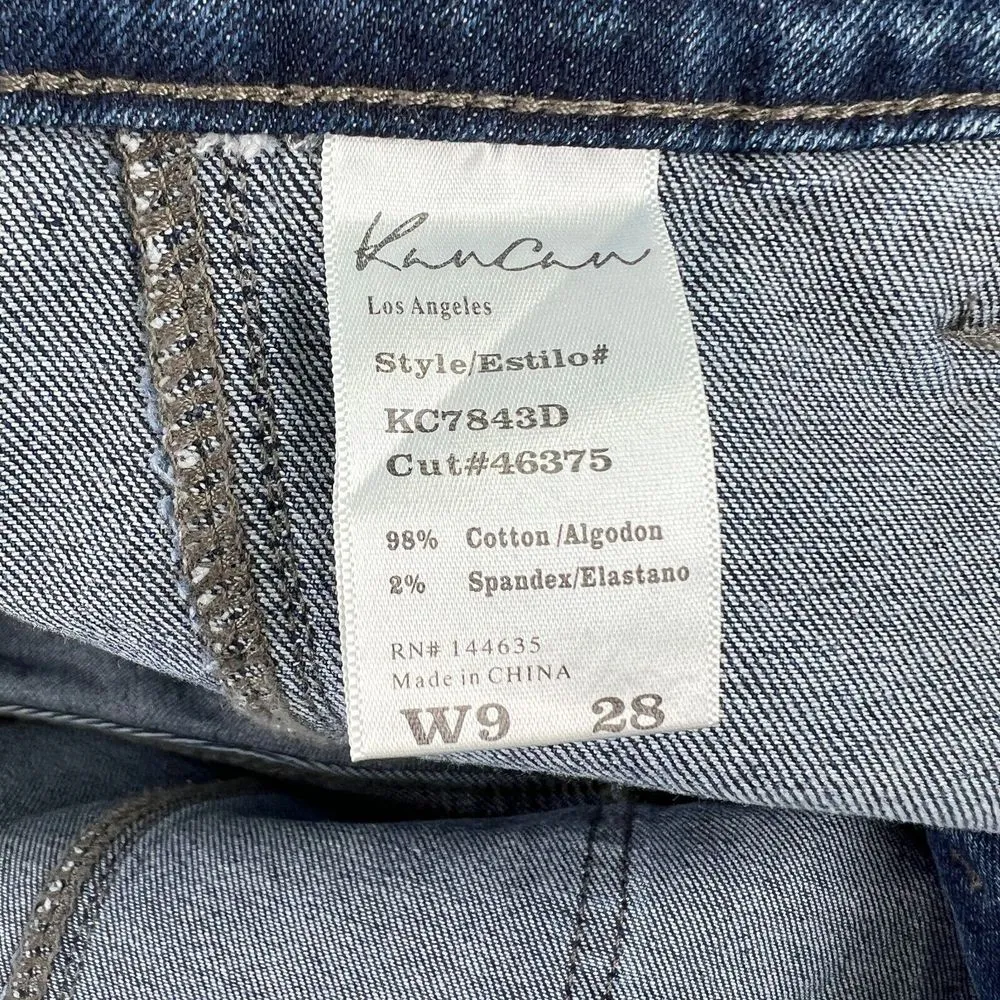 KanCan
Los Angeles
Style/Estilo#
KC7843D
Cut#46375
98% Cotton/Algodon
2% Spandex/Elastano
RN# 144635
Made in CHINA
W9 28